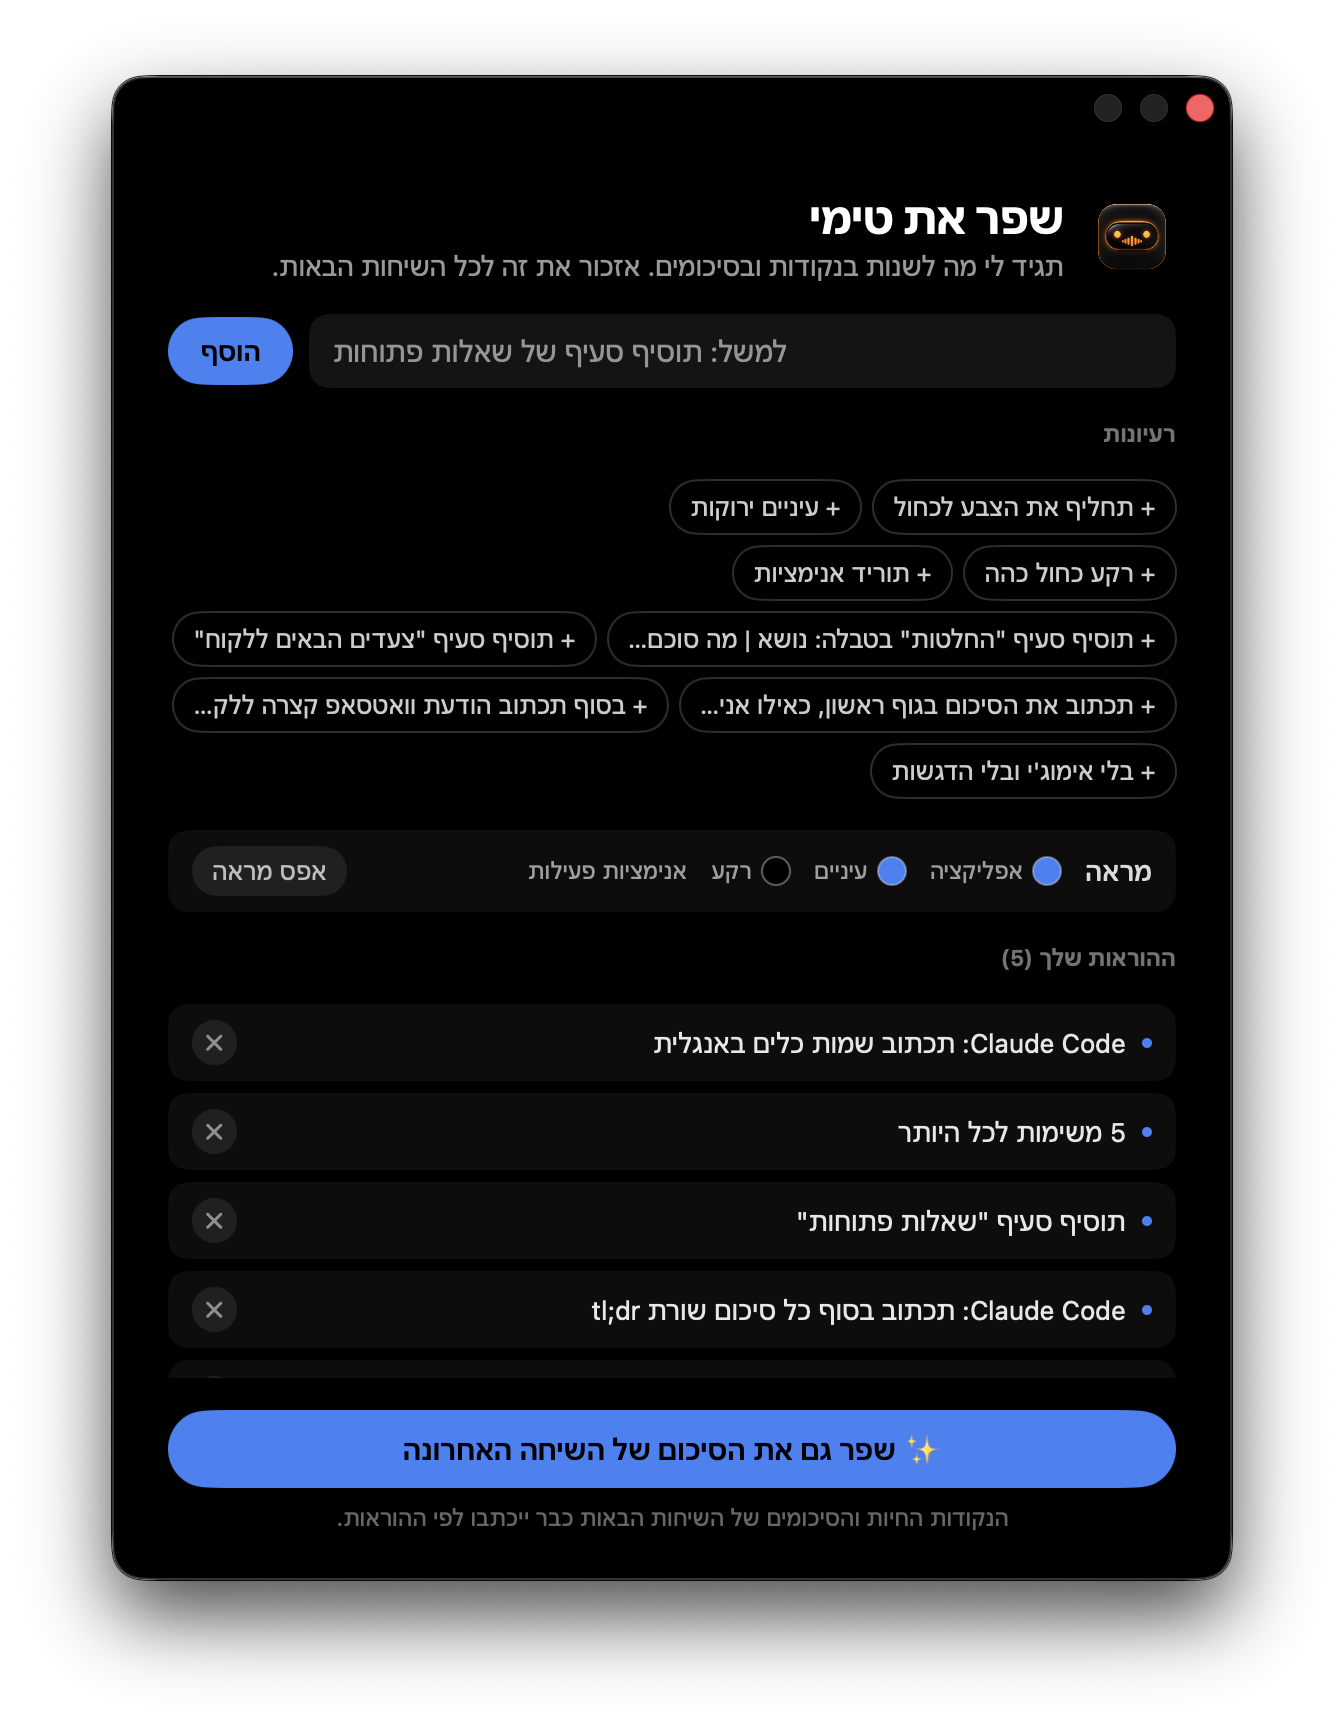 שפר את טימי
תגיד לי מה לשנות בנקודות ובסיכומים. אזכור את זה לכל השיחות הבאות.
למשל: תוסיף סעיף של שאלות פתוחות
הוסף
רעיונות
+ תחליף את הצבע לכחול
+ עיניים ירוקות
+ רקע כחול כהה
+ תוריד אנימציות
+ תוסיף סעיף "החלטות" בטבלה: נושא | מה סוכם...
+ תוסיף סעיף "צעדים הבאים ללקוח"
+ תכתוב את הסיכום בגוף ראשון, כאילו אני...
+ בסוף תכתוב הודעת וואטסאפ קצרה ללק...
+ בלי אימוג'י ובלי הדגשות
מראה
אפליקציה
עיניים
רקע
אנימציות פעילות
אפס מראה
ההוראות שלך (5)
Claude Code: תכתוב שמות כלים באנגלית
5 משימות לכל היותר
תוסיף סעיף "שאלות פתוחות"
Claude Code: תכתוב בסוף כל סיכום שורת tl;dr
✨ שפר גם את הסיכום של השיחה האחרונה
הנקודות החיות והסיכומים של השיחות הבאות כבר ייכתבו לפי ההוראות.